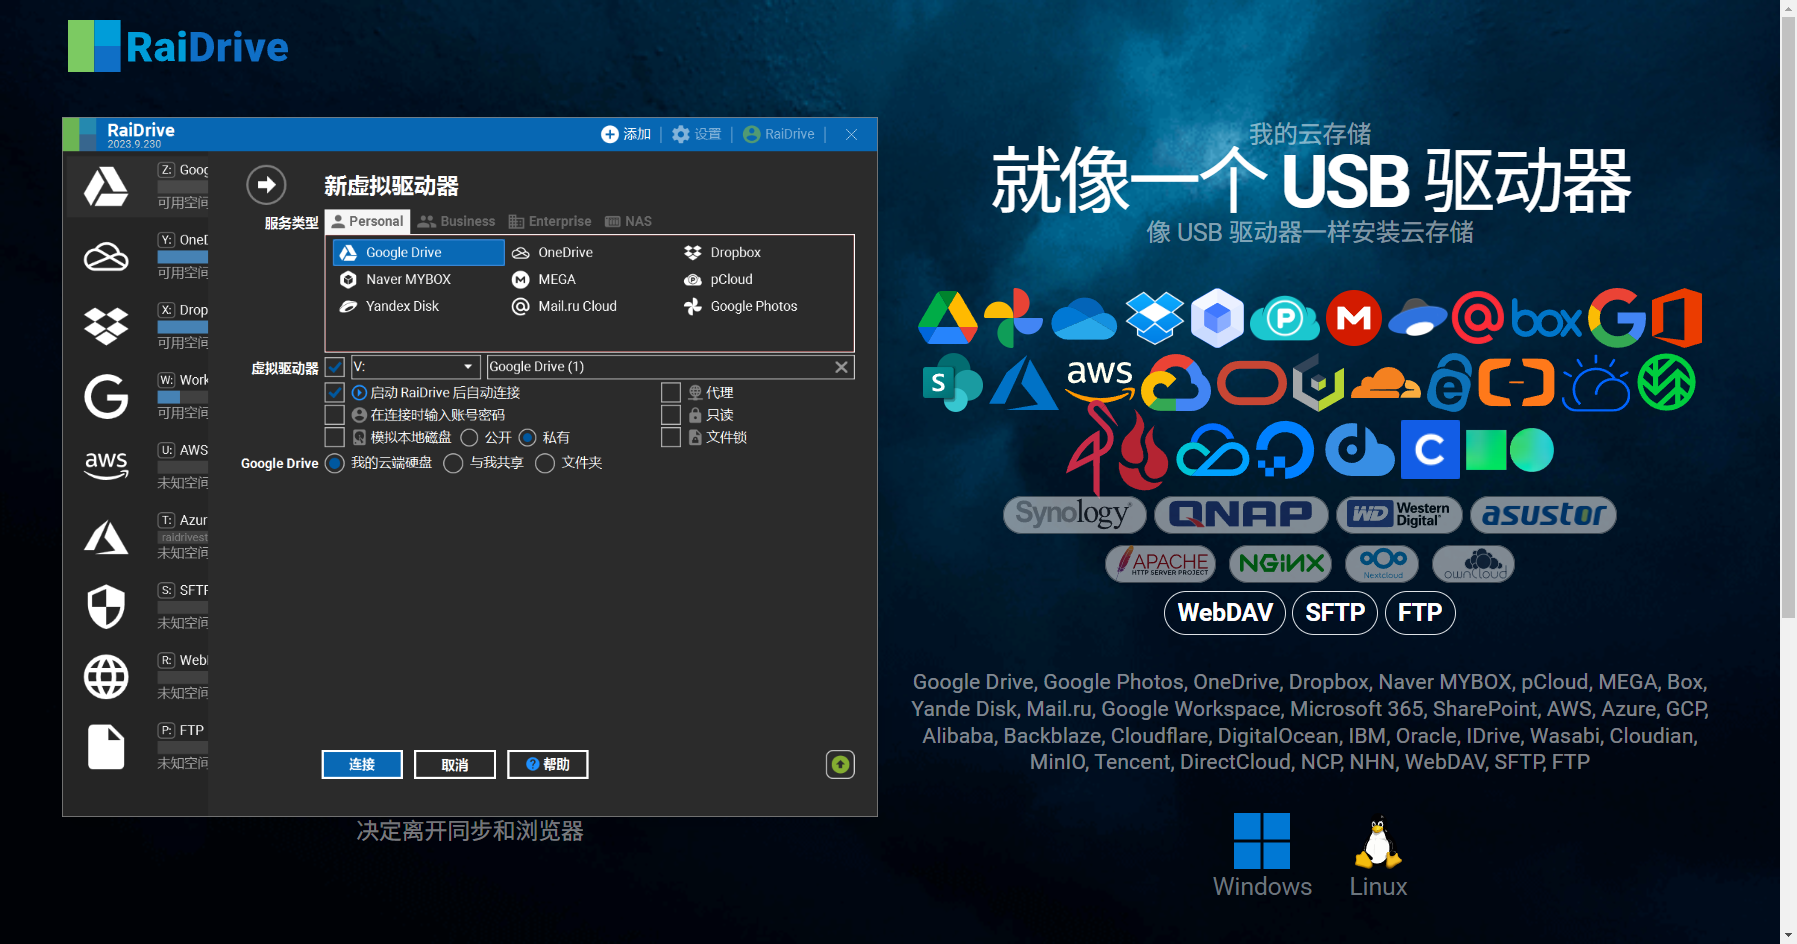 RaiDrive
RaiDrive
2023.9.230
添加 | 设置 | RaiDrive |
Z: Goog
可用空间
Y: OneD
可用空间
X: Drop
可用空间
W: Work
可用空间
U: AWS
未知空间
T: Azur
raidrivest
未知空间
S: SFTP
未知空间
R: WebD
未知空间
P: FTP
未知空间
aws
新虚拟驱动器
服务类型 Personal Business Enterprise NAS
Google Drive OneDrive Dropbox
Naver MYBOX MEGA pCloud
Yandex Disk Mail.ru Cloud Google Photos
虚拟驱动器 V: Google Drive (1)
启动 RaiDrive 后自动连接 代理
在连接时输入账号密码 只读
模拟本地磁盘 公开 私有 文件锁
Google Drive 我的云端硬盘 与我共享 文件夹
连接 取消 帮助
决定离开同步和浏览器
我的云存储
就像一个 USB 驱动器
像 USB 驱动器一样安装云存储
box
aws
Synology QNAP WD Western Digital asustor
APACHE HTTP SERVER PROJECT NGINX Nextcloud ownCloud
WebDAV SFTP FTP
Google Drive, Google Photos, OneDrive, Dropbox, Naver MYBOX, pCloud, MEGA, Box,
Yande Disk, Mail.ru, Google Workspace, Microsoft 365, SharePoint, AWS, Azure, GCP,
Alibaba, Backblaze, Cloudflare, DigitalOcean, IBM, Oracle, IDrive, Wasabi, Cloudian,
MinIO, Tencent, DirectCloud, NCP, NHN, WebDAV, SFTP, FTP
Windows Linux